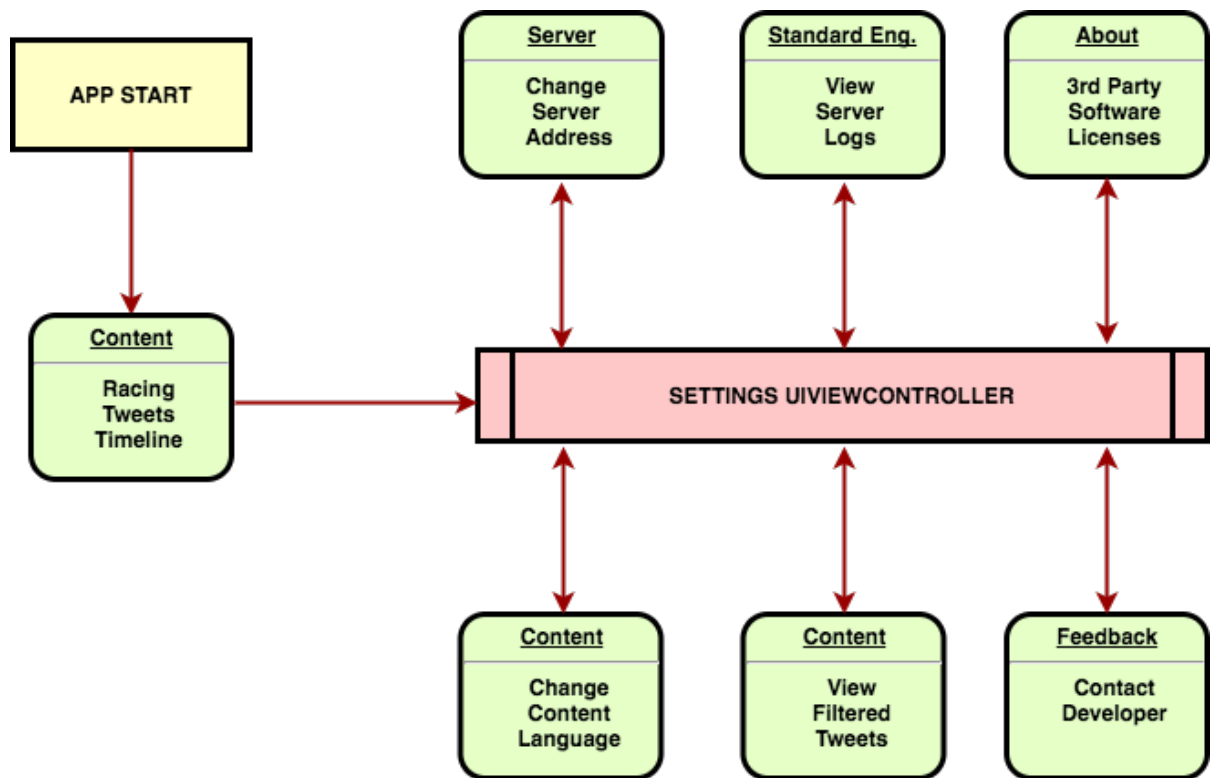 APP START
Server
Change
Server
Address
Standard Eng.
View
Server
Logs
About
3rd Party
Software
Licenses
Content
Racing
Tweets
Timeline
SETTINGS UIVIEWCONTROLLER
Content
Change
Content
Language
Content
View
Filtered
Tweets
Feedback
Contact
Developer